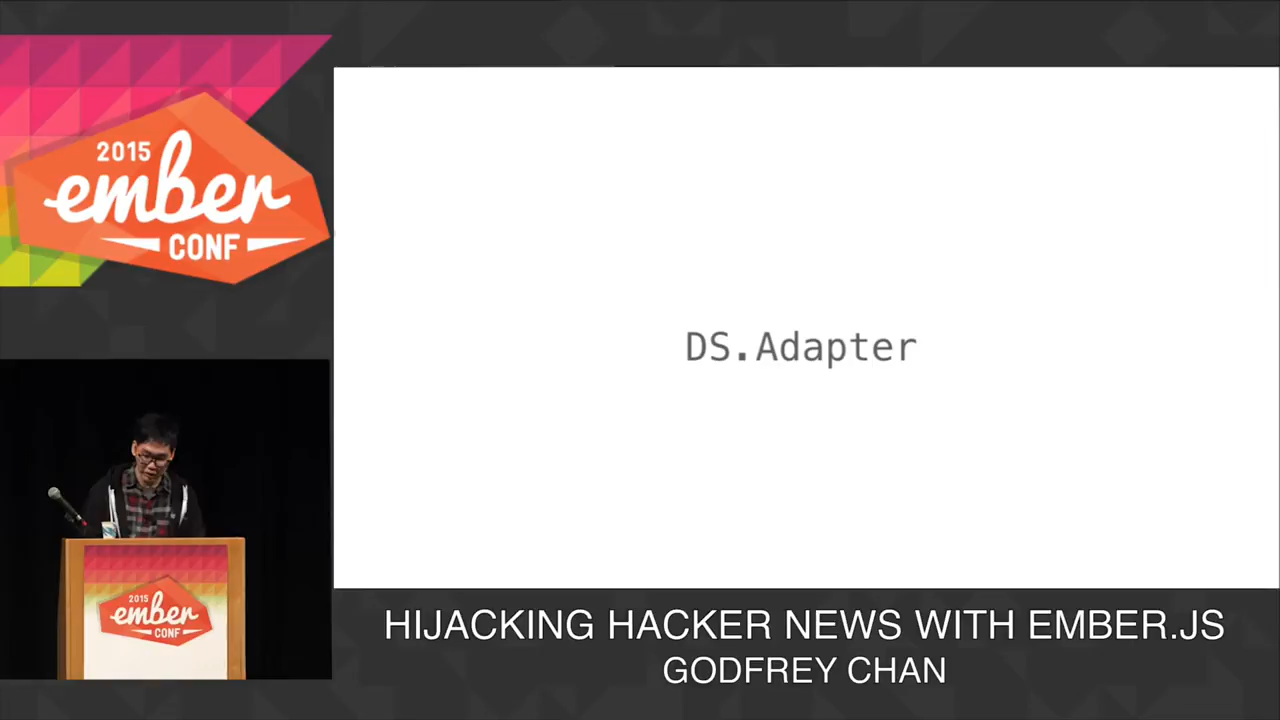 2015
ember
CONF
DS.Adapter
2015
ember
CONF
HIJACKING HACKER NEWS WITH EMBER.JS
GODFREY CHAN